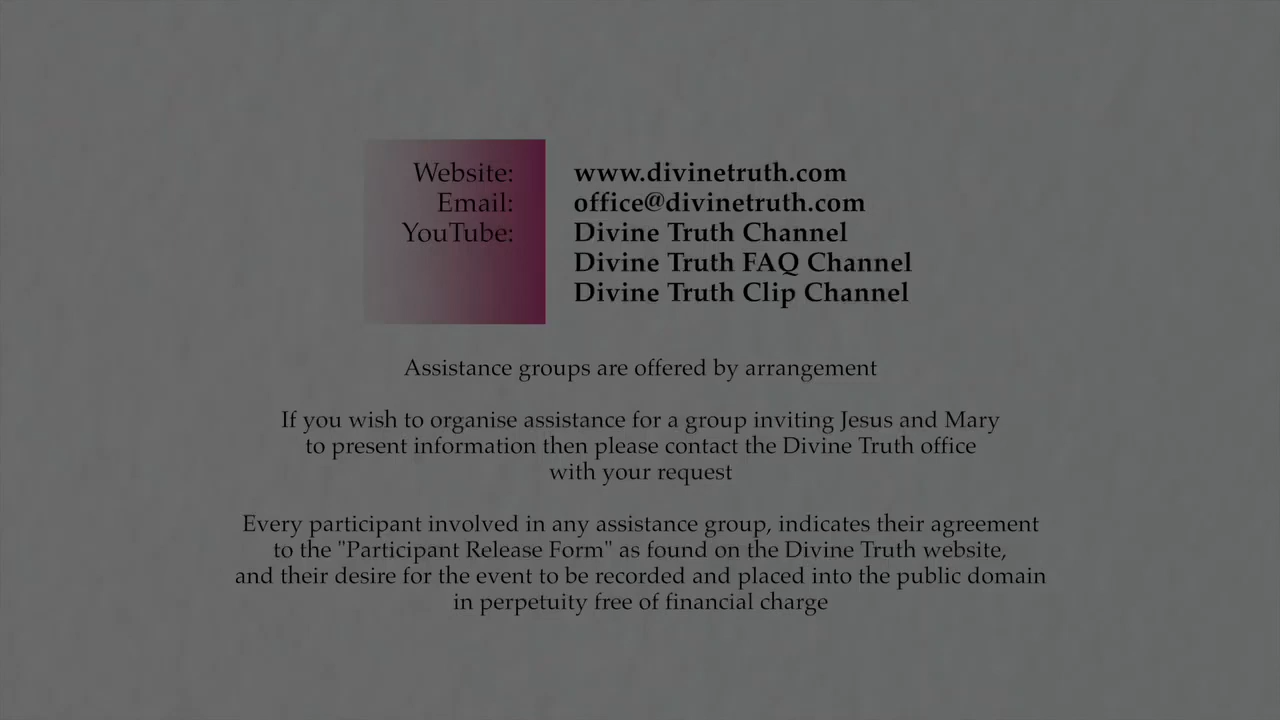 Website: www.divinetruth.com
Email: office@divinetruth.com
YouTube: Divine Truth Channel
Divine Truth FAQ Channel
Divine Truth Clip Channel
Assistance groups are offered by arrangement
If you wish to organise assistance for a group inviting Jesus and Mary
to present information then please contact the Divine Truth office
with your request
Every participant involved in any assistance group, indicates their agreement
to the "Participant Release Form" as found on the Divine Truth website,
and their desire for the event to be recorded and placed into the public domain
in perpetuity free of financial charge